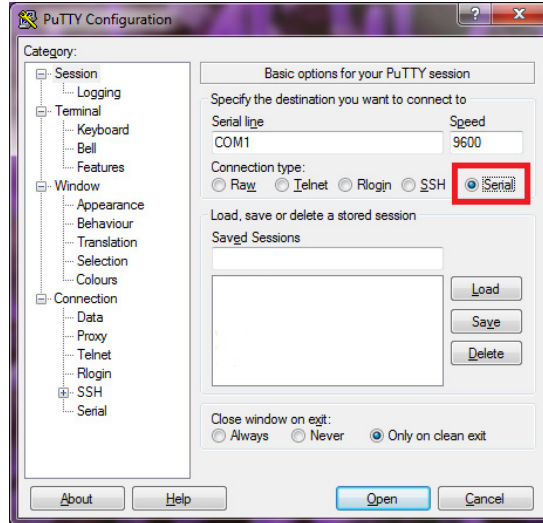 PuTTY Configuration
Category:
Session
Logging
Terminal
Keyboard
Bell
Features
Window
Appearance
Behaviour
Translation
Selection
Colours
Connection
Data
Proxy
Telnet
Rlogin
SSH
Serial
Basic options for your PuTTY session
Specify the destination you want to connect to
Serial line Speed
COM1 9600
Connection type:
Raw Telnet Rlogin SSH Serial
Load, save or delete a stored session
Saved Sessions
Load
Save
Delete
Close window on exit:
Always Never Only on clean exit
About Help Open Cancel